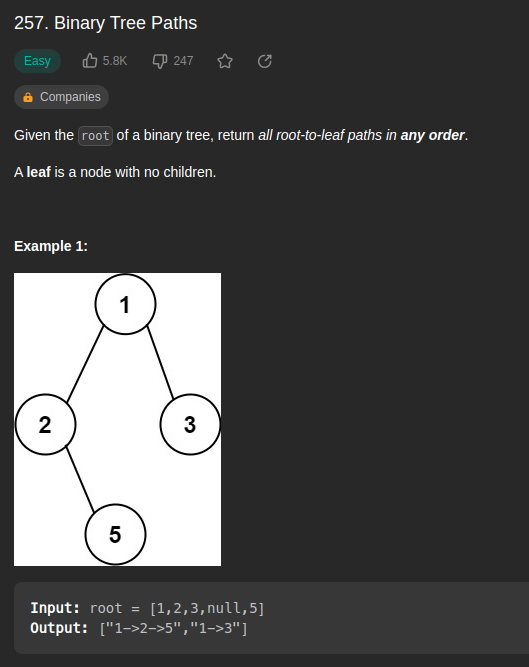 257. Binary Tree Paths
Easy 5.8K 247
Companies
Given the root of a binary tree, return all root-to-leaf paths in any order.
A leaf is a node with no children.
Example 1:
1
2 3
5
Input: root = [1,2,3,null,5]
Output: ["1->2->5","1->3"]